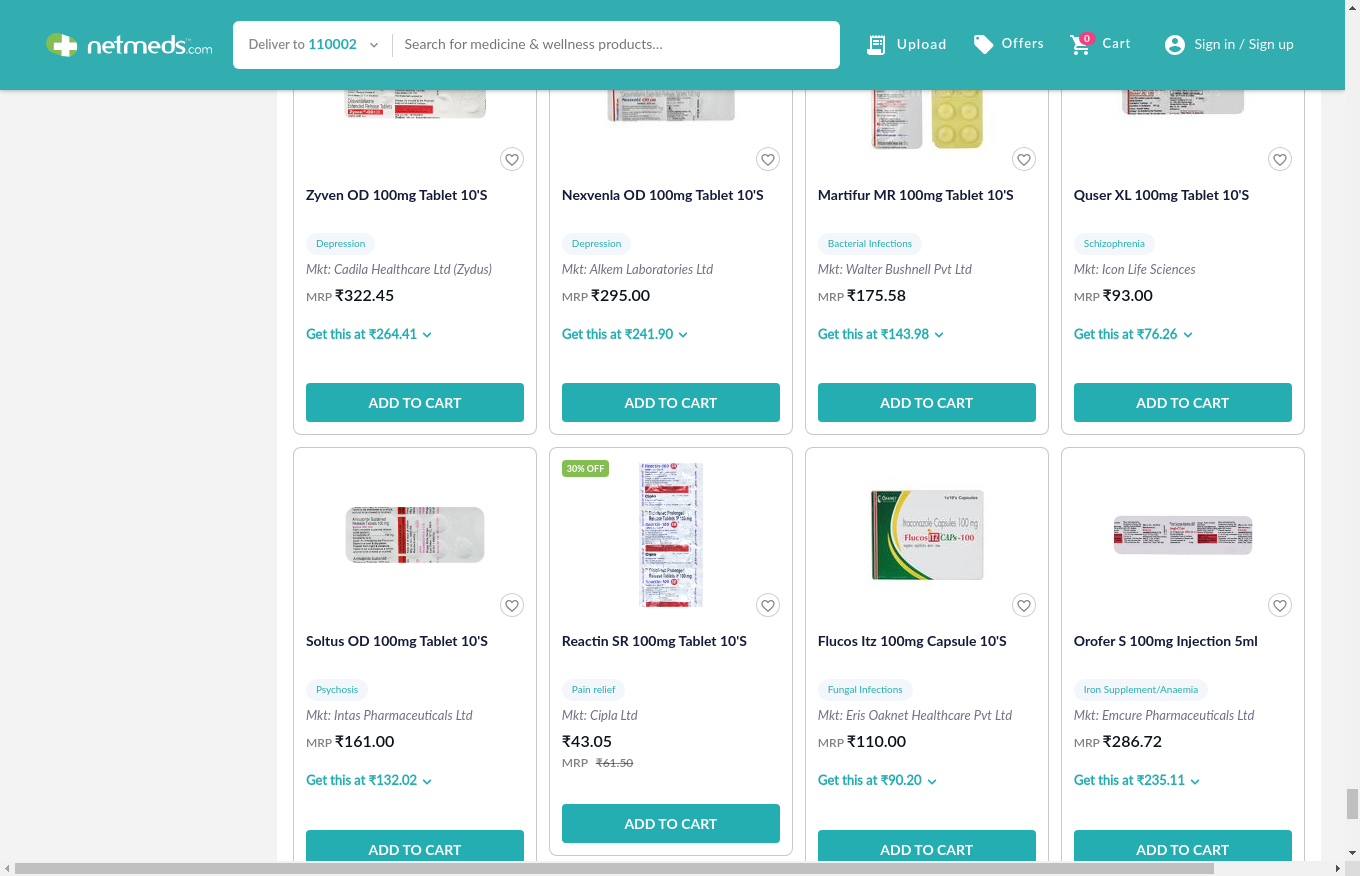 netmeds.com
Deliver to 110002
Search for medicine & wellness products...
Upload
Offers
0
Cart
Sign in / Sign up
Zyven OD 100mg Tablet 10'S
Depression
Mkt: Cadila Healthcare Ltd (Zydus)
MRP ₹322.45
Get this at ₹264.41
ADD TO CART
Nexvenla OD 100mg Tablet 10'S
Depression
Mkt: Alkem Laboratories Ltd
MRP ₹295.00
Get this at ₹241.90
ADD TO CART
Martifur MR 100mg Tablet 10'S
Bacterial Infections
Mkt: Walter Bushnell Pvt Ltd
MRP ₹175.58
Get this at ₹143.98
ADD TO CART
Quser XL 100mg Tablet 10'S
Schizophrenia
Mkt: Icon Life Sciences
MRP ₹93.00
Get this at ₹76.26
ADD TO CART
Soltus OD 100mg Tablet 10'S
Psychosis
Mkt: Intas Pharmaceuticals Ltd
MRP ₹161.00
Get this at ₹132.02
ADD TO CART
30% OFF
Cipla
Cipla
Reactin SR 100mg Tablet 10'S
Pain relief
Mkt: Cipla Ltd
₹43.05
MRP ₹61.50
ADD TO CART
Itraconazole Capsules 100 mg
Flucos ITZ CAPs -100
Flucos Itz 100mg Capsule 10'S
Fungal Infections
Mkt: Eris Oaknet Healthcare Pvt Ltd
MRP ₹110.00
Get this at ₹90.20
ADD TO CART
Orofer S 100mg Injection 5ml
Iron Supplement/Anaemia
Mkt: Emcure Pharmaceuticals Ltd
MRP ₹286.72
Get this at ₹235.11
ADD TO CART